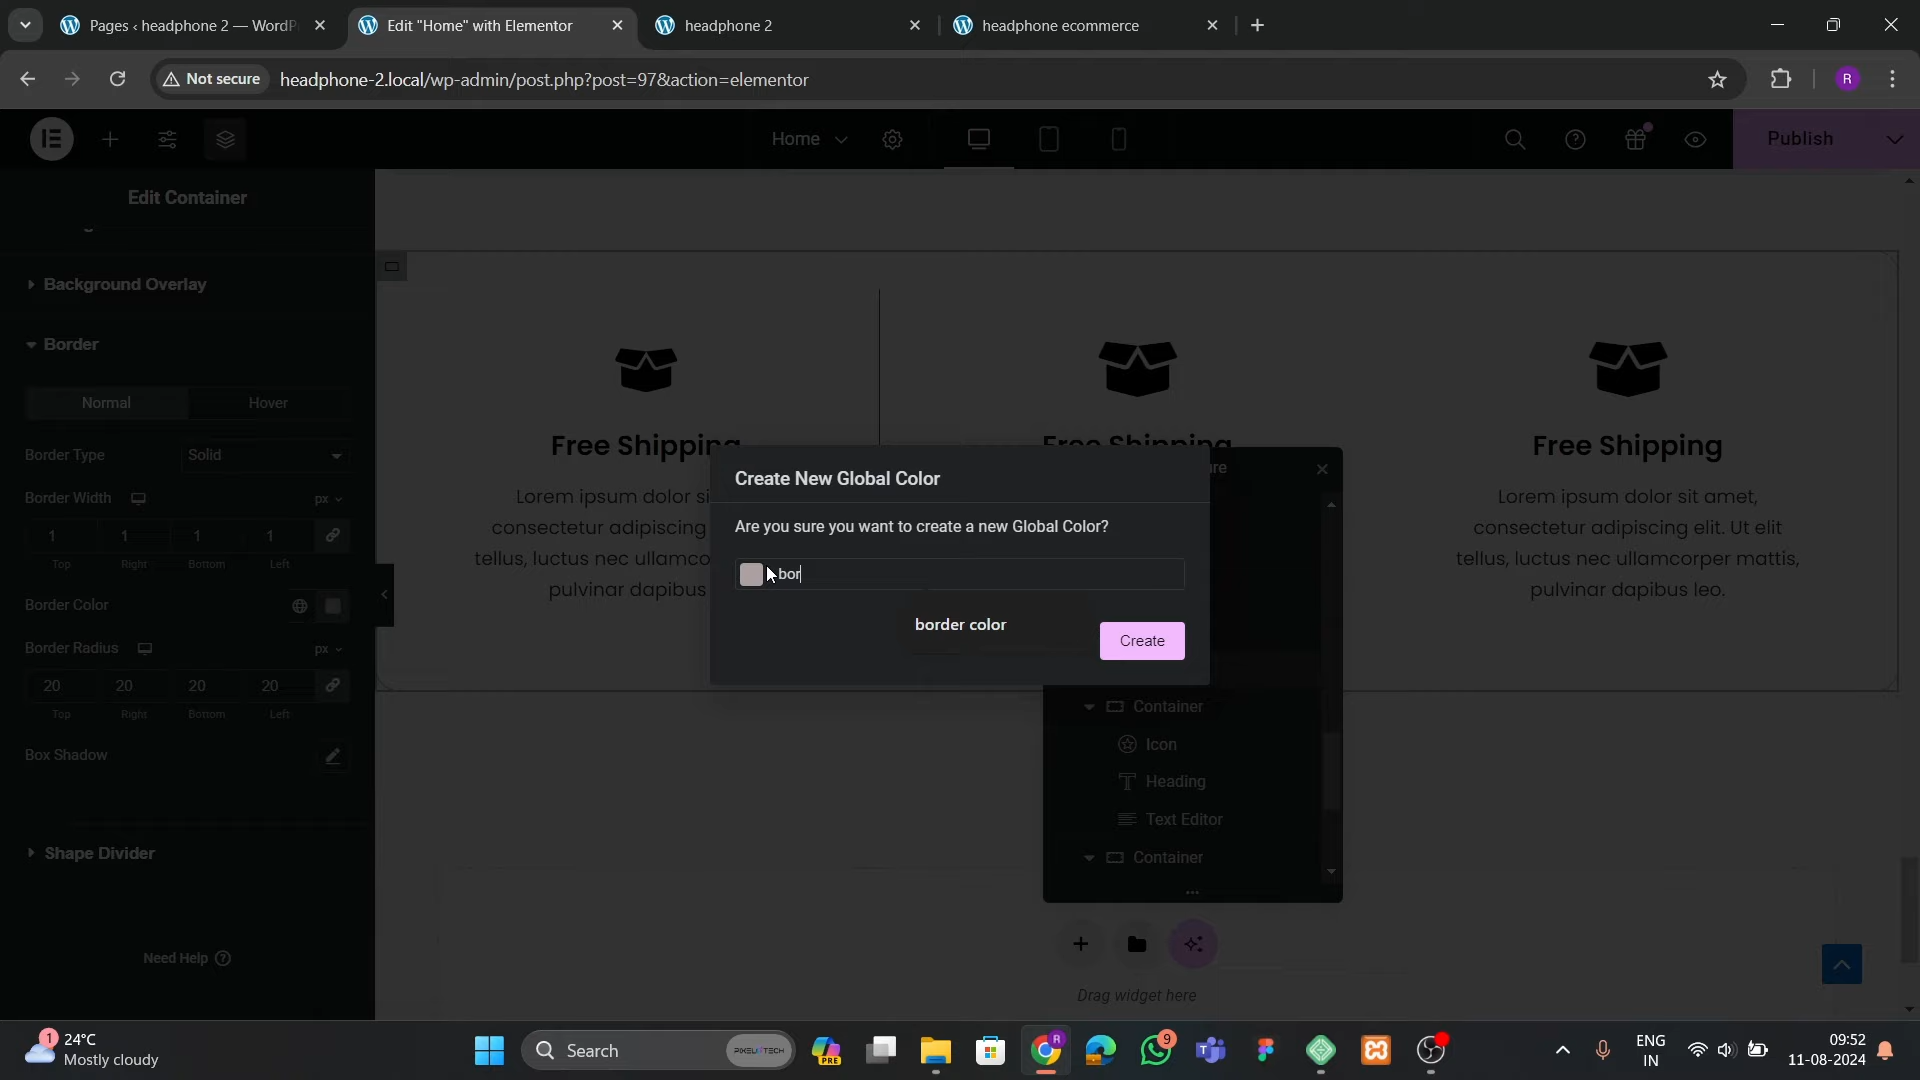 Pages ‹ headphone 2 — WordP
Edit "Home" with Elementor
headphone 2
headphone ecommerce
Not secure
headphone-2.local/wp-admin/post.php?post=97&action=elementor
R
Home
Publish
Edit Container
Background Overlay
Border
Normal
Hover
Border Type
Solid
Border Width
px
1
1
1
1
Top
Right
Bottom
Left
Border Color
Border Radius
px
20
20
20
20
Top
Right
Bottom
Left
Box Shadow
Shape Divider
Need Help
Free Shipping
Lorem ipsum dolor si
consectetur adipiscing
tellus, luctus nec ullamco
pulvinar dapibus
Free Shipping
Free Shipping
Lorem ipsum dolor sit amet,
consectetur adipiscing elit. Ut elit
tellus, luctus nec ullamcorper mattis,
pulvinar dapibus leo.
Create New Global Color
Are you sure you want to create a new Global Color?
bor
border color
Create
Container
Icon
Heading
Text Editor
Container
Drag widget here
1
24°C
Mostly cloudy
Search
PIXEL TECH
PRE
R
9
ENG
IN
09:52
11-08-2024